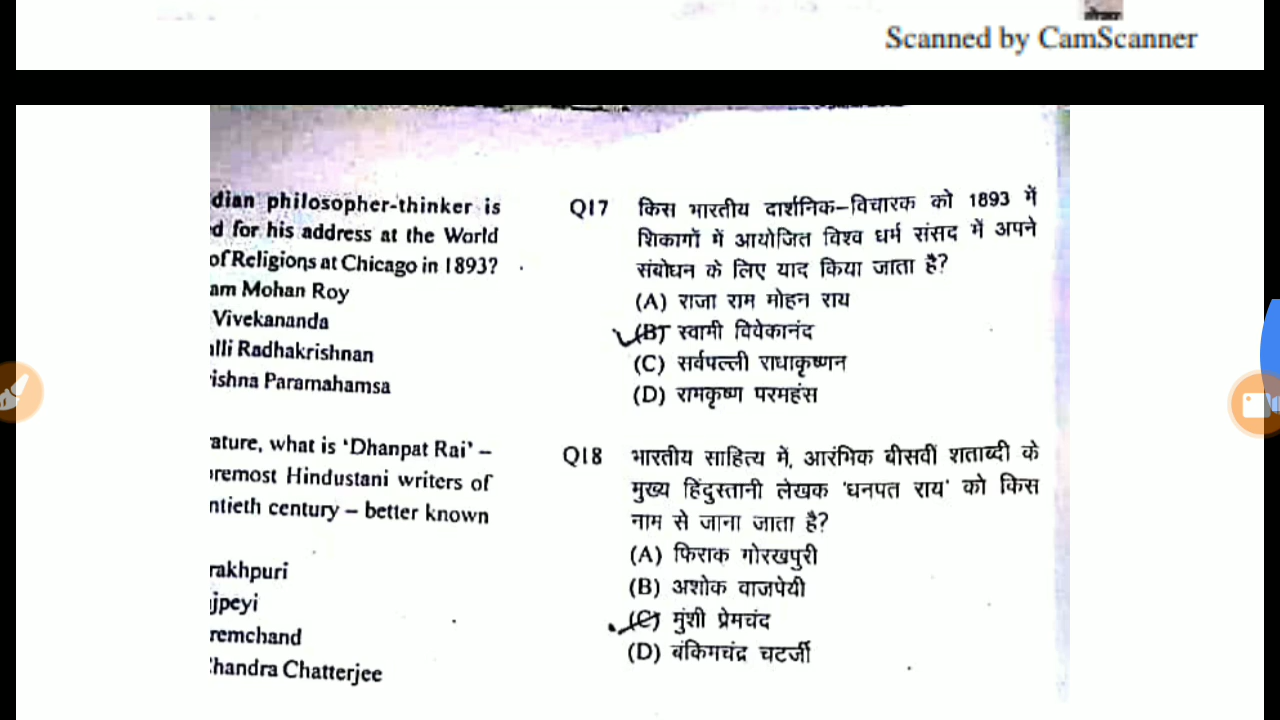 Scanned by CamScanner
dian philosopher-thinker is
d for his address at the World
of Religions at Chicago in 1893?
am Mohan Roy
Vivekananda
alli Radhakrishnan
rishna Paramahamsa
ature, what is 'Dhanpat Rai' –
remost Hindustani writers of
ntieth century – better known
rakhpuri
jpeyi
remchand
Chandra Chatterjee
Q17 किस भारतीय दार्शनिक–विचारक को 1893 में
शिकागों में आयोजित विश्व धर्म संसद में अपने
संबोधन के लिए याद किया जाता है?
(A) राजा राम मोहन राय
(B) स्वामी विवेकानंद
(C) सर्वपल्ली राधाकृष्णन
(D) रामकृष्ण परमहंस
Q18 भारतीय साहित्य में, आरंभिक बीसवीं शताब्दी के
मुख्य हिंदुस्तानी लेखक 'धनपत राय' को किस
नाम से जाना जाता है?
(A) फिराक गोरखपुरी
(B) अशोक वाजपेयी
(C) मुंशी प्रेमचंद
(D) बंकिमचंद्र चटर्जी